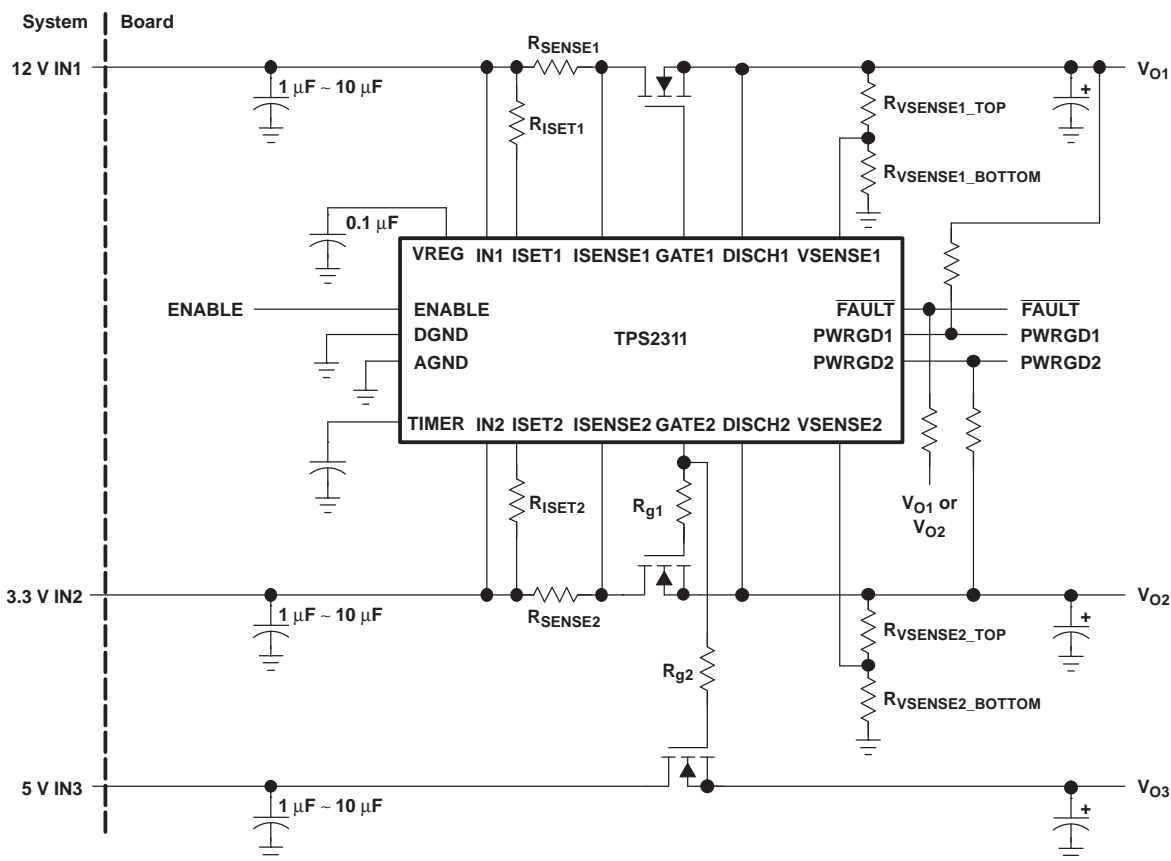 System Board
R_SENSE1
12 V IN1
V_O1
1 μF ~ 10 μF
+
R_VSENSE1_TOP
R_ISET1
R_VSENSE1_BOTTOM
0.1 μF
VREG IN1 ISET1 ISENSE1 GATE1 DISCH1 VSENSE1
ENABLE
ENABLE
FAULT
FAULT
DGND
TPS2311
PWRGD1
PWRGD1
AGND
PWRGD2
PWRGD2
TIMER IN2 ISET2 ISENSE2 GATE2 DISCH2 VSENSE2
R_ISET2
R_g1
V_O1 or
V_O2
3.3 V IN2
V_O2
1 μF ~ 10 μF
R_SENSE2
+
R_VSENSE2_TOP
R_g2
R_VSENSE2_BOTTOM
5 V IN3
V_O3
1 μF ~ 10 μF
+